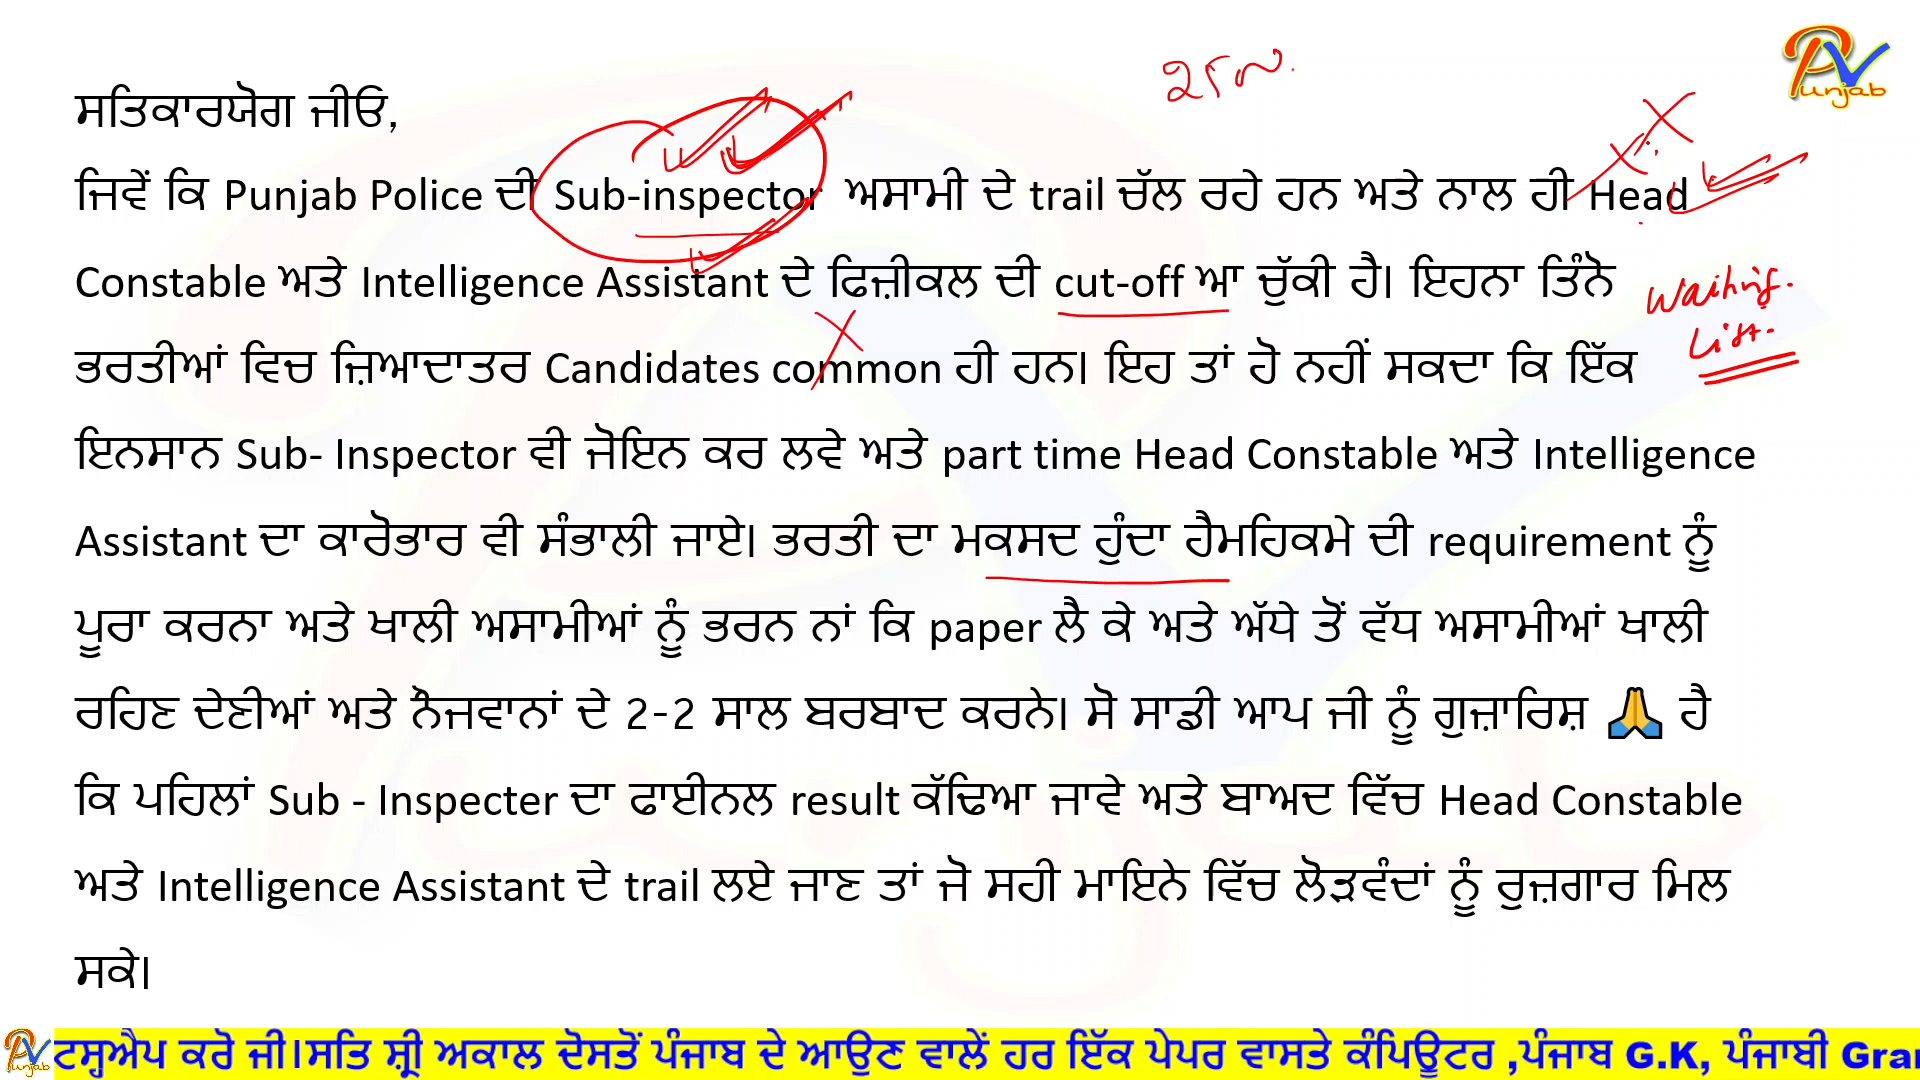 ਸਤਿਕਾਰਯੋਗ ਜੀਓ,
ਜਿਵੇਂ ਕਿ Punjab Police ਦੀ Sub-inspector ਅਸਾਮੀ ਦੇ trail ਚੱਲ ਰਹੇ ਹਨ ਅਤੇ ਨਾਲ ਹੀ Head
Constable ਅਤੇ Intelligence Assistant ਦੇ ਫਿਜ਼ੀਕਲ ਦੀ cut-off ਆ ਚੁੱਕੀ ਹੈ। ਇਹਨਾ ਤਿੰਨੋ
Waiting
List
ਭਰਤੀਆਂ ਵਿਚ ਜ਼ਿਆਦਾਤਰ Candidates common ਹੀ ਹਨ। ਇਹ ਤਾਂ ਹੋ ਨਹੀਂ ਸਕਦਾ ਕਿ ਇੱਕ
ਇਨਸਾਨ Sub- Inspector ਵੀ ਜੋਇਨ ਕਰ ਲਵੇ ਅਤੇ part time Head Constable ਅਤੇ Intelligence
Assistant ਦਾ ਕਾਰੋਭਾਰ ਵੀ ਸੰਭਾਲੀ ਜਾਏ। ਭਰਤੀ ਦਾ ਮਕਸਦ ਹੁੰਦਾ ਹੈਮਹਿਕਮੇ ਦੀ requirement ਨੂੰ
ਪੂਰਾ ਕਰਨਾ ਅਤੇ ਖਾਲੀ ਅਸਾਮੀਆਂ ਨੂੰ ਭਰਨ ਨਾਂ ਕਿ paper ਲੈ ਕੇ ਅਤੇ ਅੱਧੇ ਤੋਂ ਵੱਧ ਅਸਾਮੀਆਂ ਖਾਲੀ
ਰਹਿਣ ਦੇਣੀਆਂ ਅਤੇ ਨੌਜਵਾਨਾਂ ਦੇ 2-2 ਸਾਲ ਬਰਬਾਦ ਕਰਨੇ। ਸੋ ਸਾਡੀ ਆਪ ਜੀ ਨੂੰ ਗੁਜ਼ਾਰਿਸ਼ 🙏 ਹੈ
ਕਿ ਪਹਿਲਾਂ Sub - Inspecter ਦਾ ਫਾਈਨਲ result ਕੱਢਿਆ ਜਾਵੇ ਅਤੇ ਬਾਅਦ ਵਿੱਚ Head Constable
ਅਤੇ Intelligence Assistant ਦੇ trail ਲਏ ਜਾਣ ਤਾਂ ਜੋ ਸਹੀ ਮਾਇਨੇ ਵਿੱਚ ਲੋੜਵੰਦਾਂ ਨੂੰ ਰੁਜ਼ਗਾਰ ਮਿਲ
ਸਕੇ।
ਟਸ੍ਹਐਪ ਕਰੋ ਜੀ।ਸਤਿ ਸ਼੍ਰੀ ਅਕਾਲ ਦੋਸਤੋਂ ਪੰਜਾਬ ਦੇ ਆਉਣ ਵਾਲੇਂ ਹਰ ਇੱਕ ਪੇਪਰ ਵਾਸਤੇ ਕੰਪਿਊਟਰ ,ਪੰਜਾਬ G.K, ਪੰਜਾਬੀ Gra